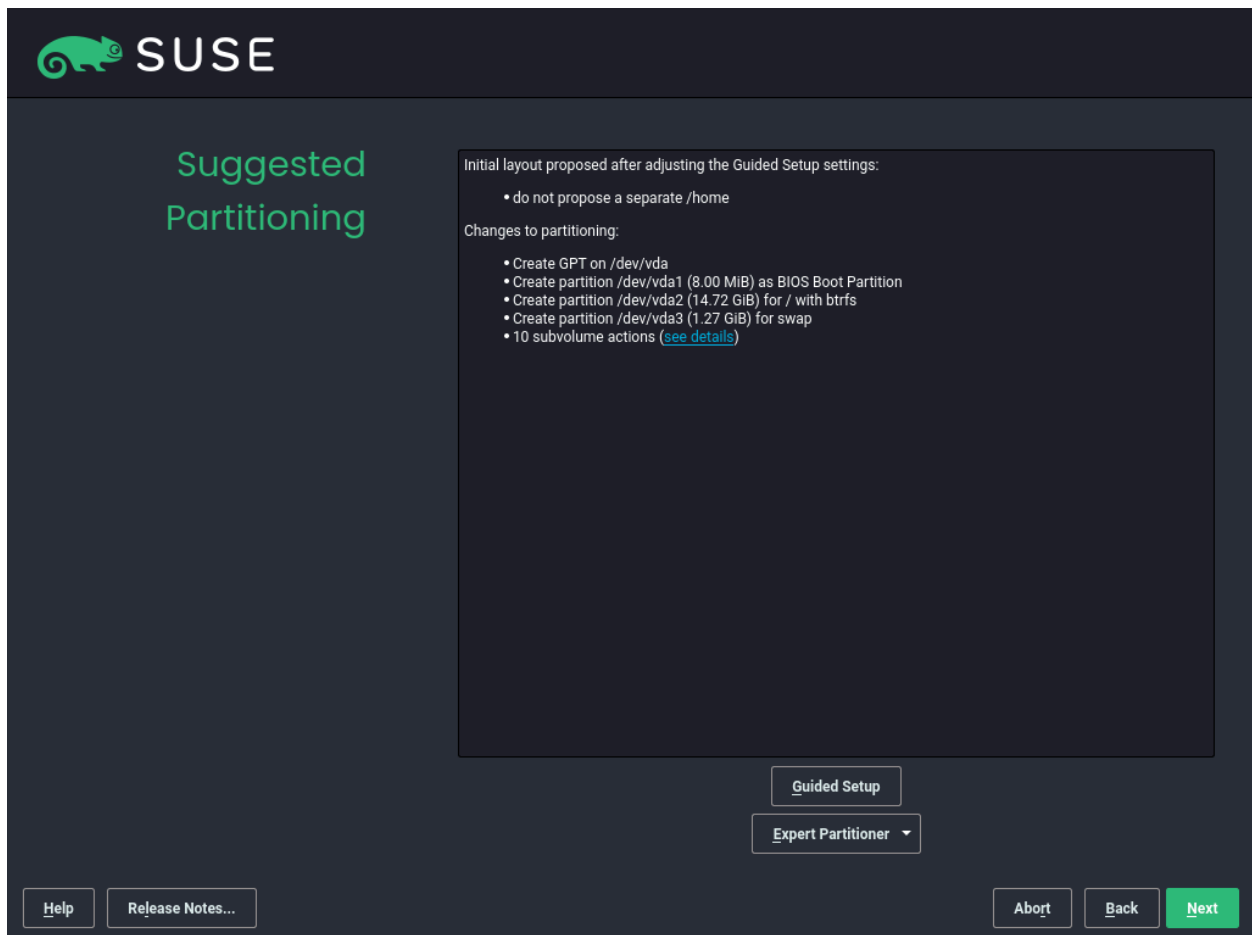 SUSE
Suggested
Partitioning
Initial layout proposed after adjusting the Guided Setup settings:
• do not propose a separate /home
Changes to partitioning:
• Create GPT on /dev/vda
• Create partition /dev/vda1 (8.00 MiB) as BIOS Boot Partition
• Create partition /dev/vda2 (14.72 GiB) for / with btrfs
• Create partition /dev/vda3 (1.27 GiB) for swap
• 10 subvolume actions (see details)
Guided Setup
Expert Partitioner
Help
Release Notes...
Abort
Back
Next